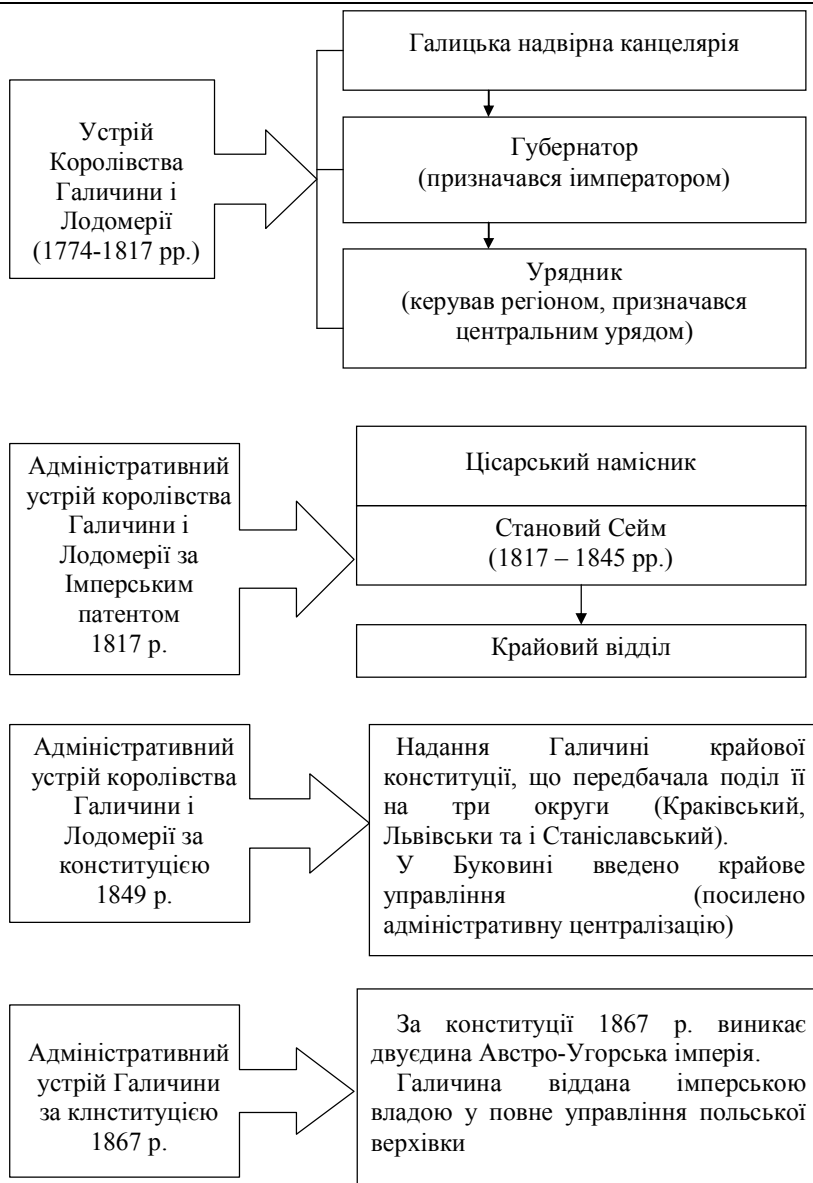 Устрій
Королівства
Галичини і
Лодомерії
(1774-1817 рр.)
Галицька надвірна канцелярія
Губернатор
(призначався іимператором)
Урядник
(керував регіоном, призначався
центральним урядом)
Адміністративний
устрій королівства
Галичини і
Лодомерії за
Імперським
патентом
1817 р.
Цісарський намісник
Становий Сейм
(1817 – 1845 рр.)
Крайовий відділ
Адміністративний
устрій королівства
Галичини і
Лодомерії за
конституцією
1849 р.
Надання Галичині крайової
конституції, що передбачала поділ її
на три округи (Краківський,
Львівськи та і Станіславський).
У Буковині введено крайове
управління (посилено
адміністративну централізацію)
Адміністративний
устрій Галичини
за клнституцією
1867 р.
За конституції 1867 р. виникає
двуєдина Австро-Угорська імперія.
Галичина віддана імперською
владою у повне управління польської
верхівки